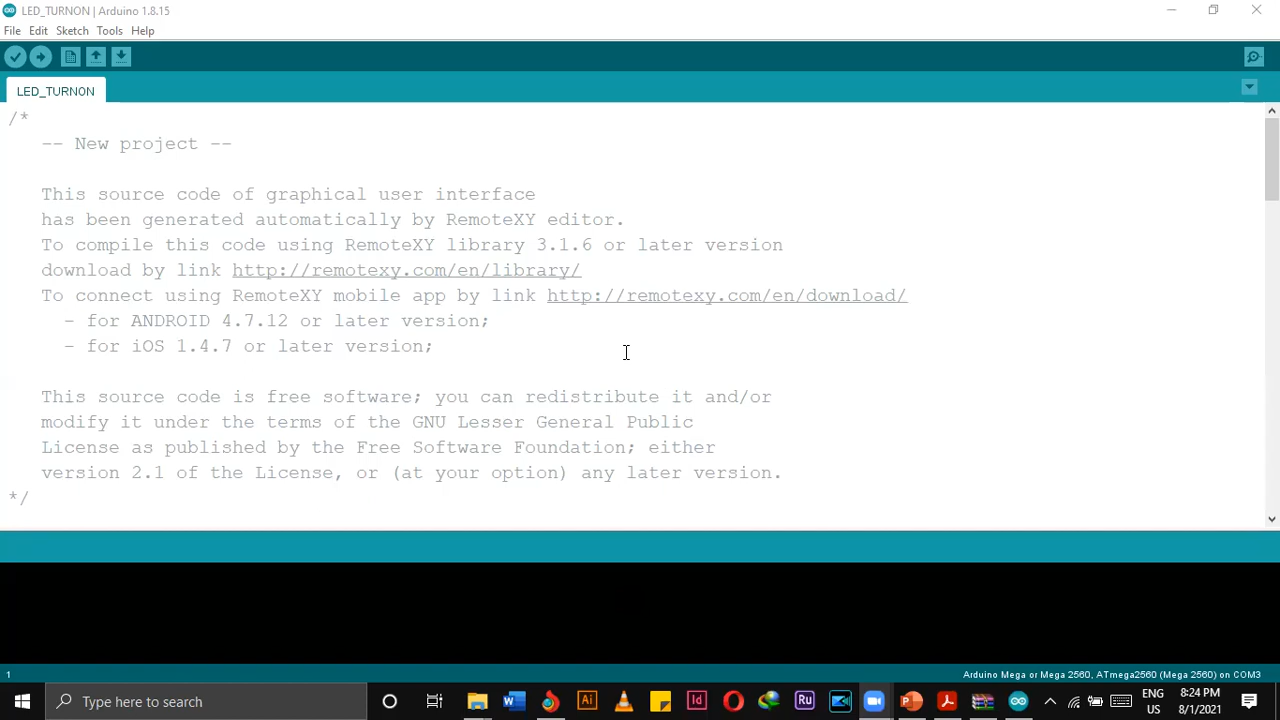 LED_TURNON | Arduino 1.8.15
File Edit Sketch Tools Help
LED_TURNON
/*
-- New project --
This source code of graphical user interface
has been generated automatically by RemoteXY editor.
To compile this code using RemoteXY library 3.1.6 or later version
download by link http://remotexy.com/en/library/
To connect using RemoteXY mobile app by link http://remotexy.com/en/download/
- for ANDROID 4.7.12 or later version;
- for iOS 1.4.7 or later version;
This source code is free software; you can redistribute it and/or
modify it under the terms of the GNU Lesser General Public
License as published by the Free Software Foundation; either
version 2.1 of the License, or (at your option) any later version.
*/
1 Arduino Mega or Mega 2560, ATmega2560 (Mega 2560) on COM3
Type here to search
W Ai Id Ru P
ENG 8:24 PM
US 8/1/2021